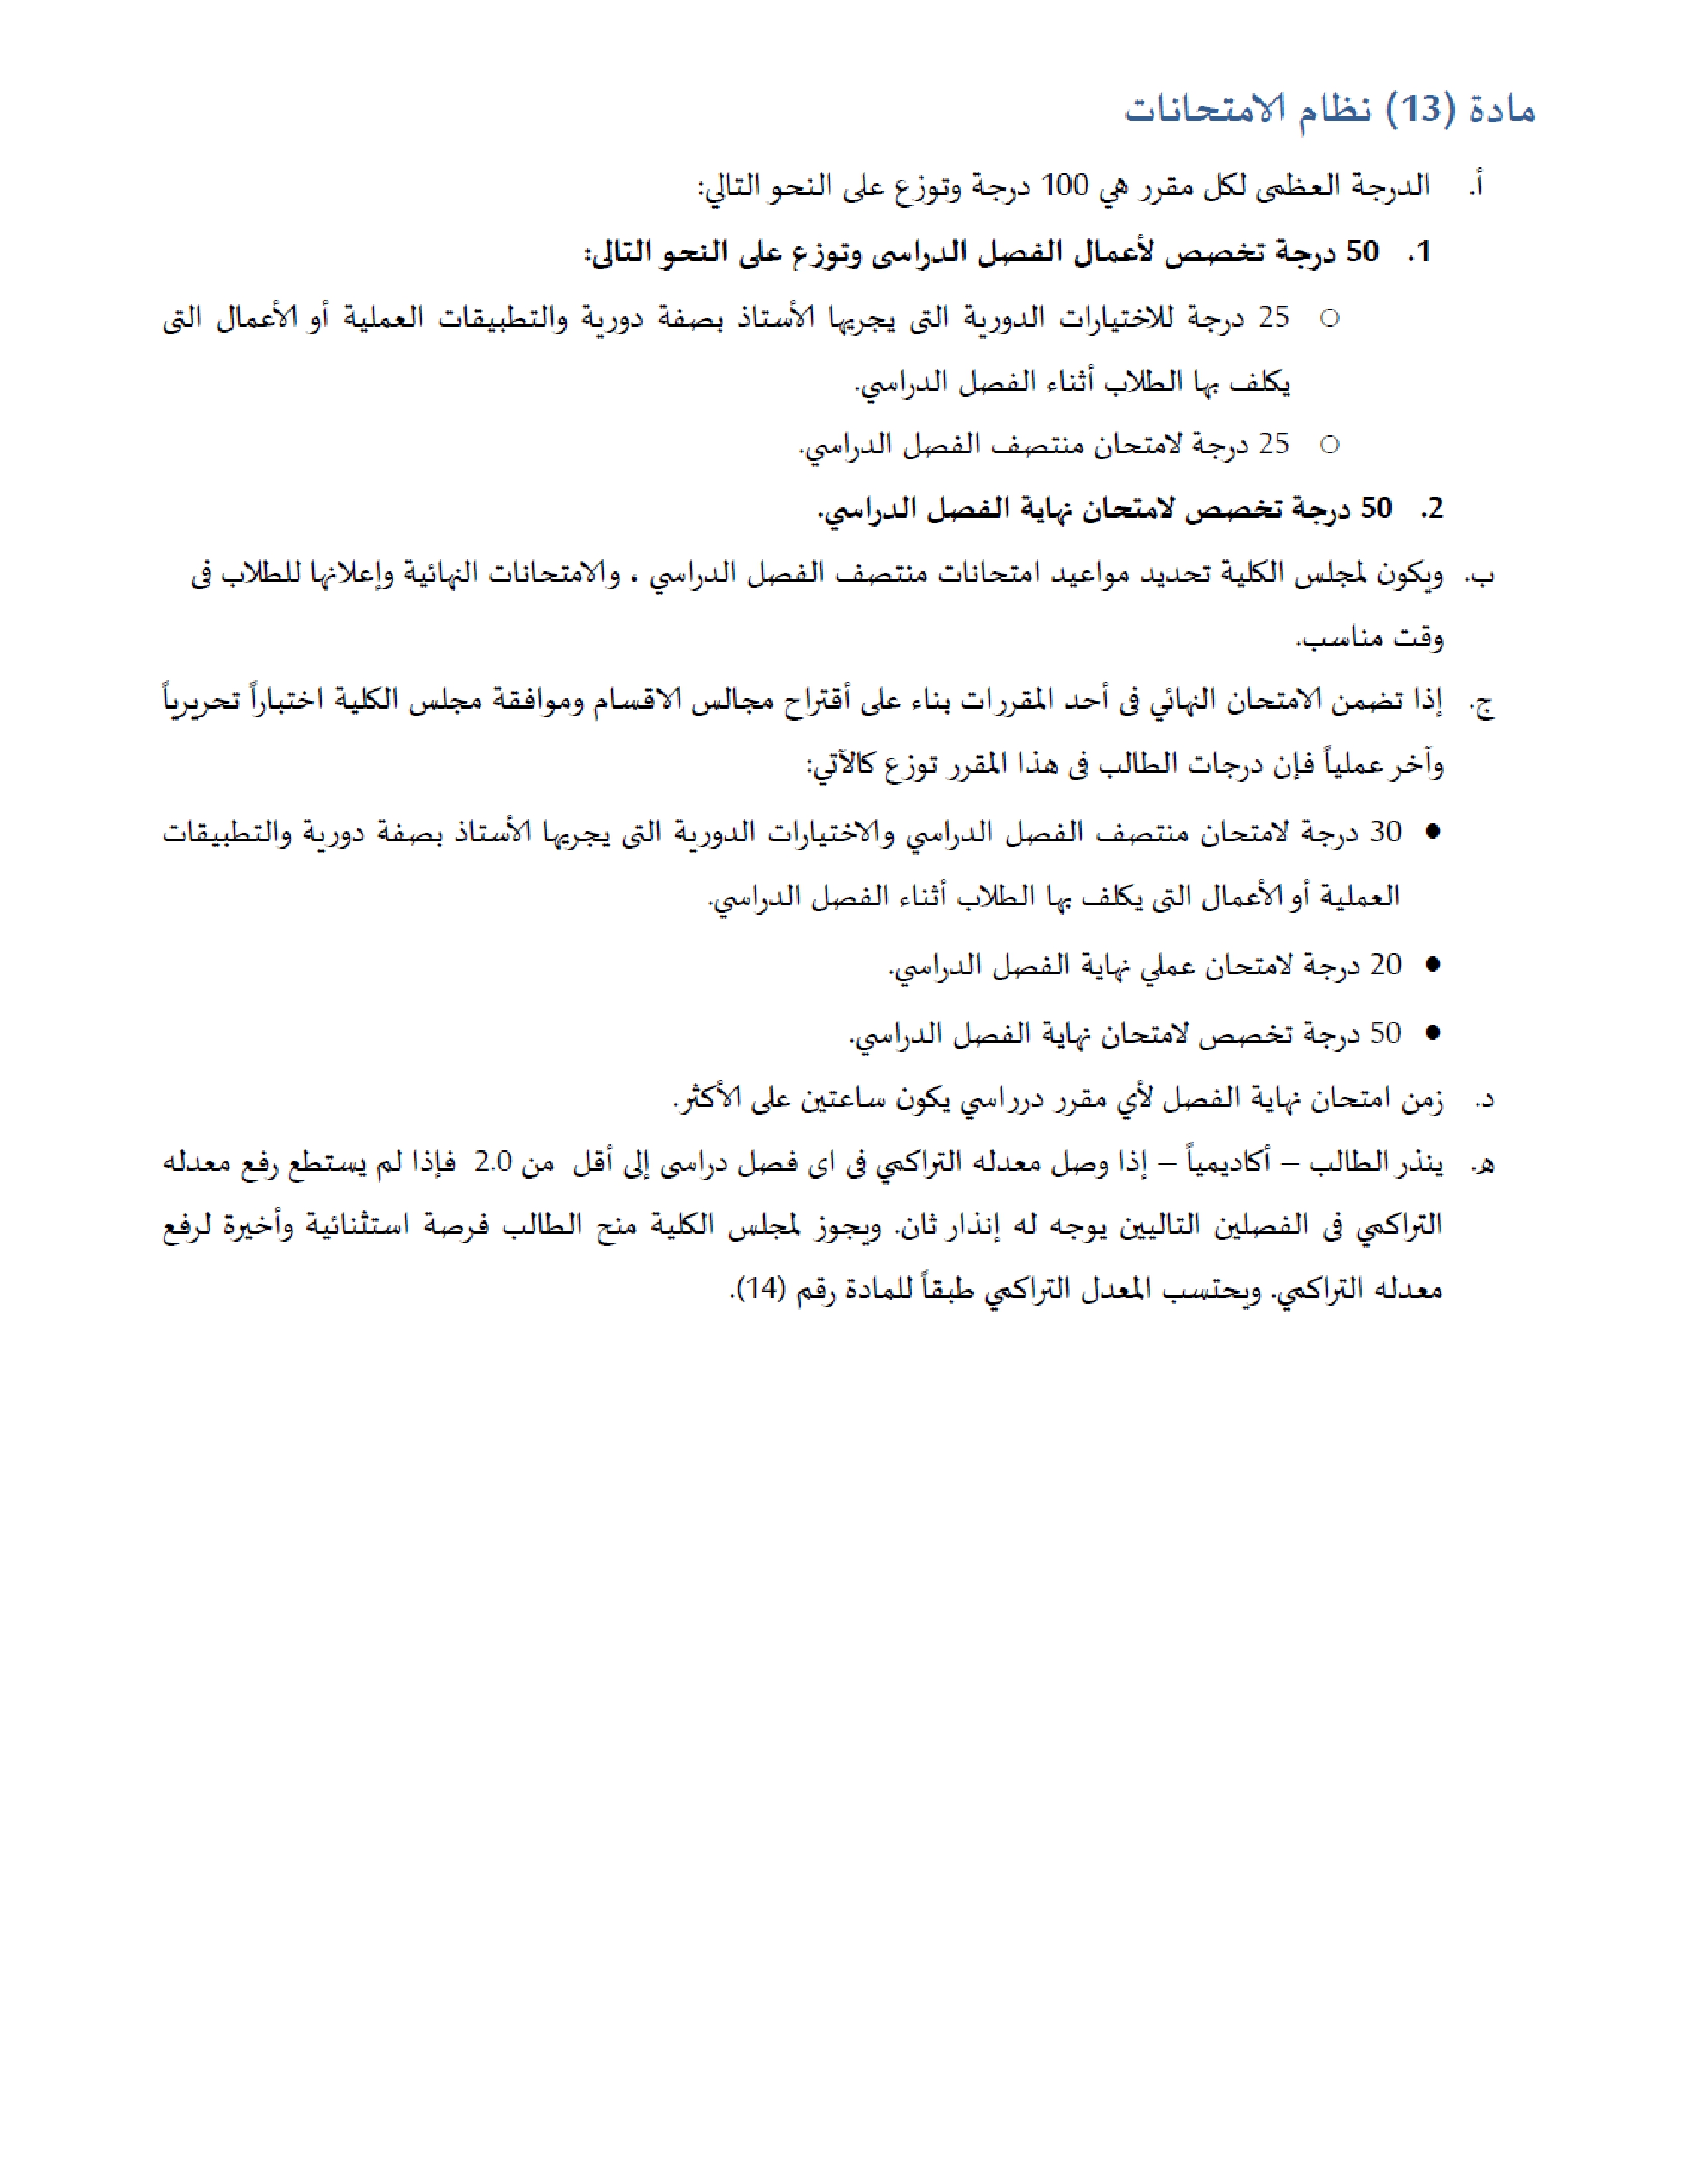 مادة (13) نظام الامتحانات
أ. الدرجة العظمى لكل مقرر هي 100 درجة وتوزع على النحو التالي:
1. 50 درجة تخصص لأعمال الفصل الدراسى وتوزع على النحو التالى:
○ 25 درجة للاختيارات الدورية التى يجريها الأستاذ بصفة دورية والتطبيقات العملية أو الأعمال التى
يكلف بها الطلاب أثناء الفصل الدراسي.
○ 25 درجة لامتحان منتصف الفصل الدراسي.
2. 50 درجة تخصص لامتحان نهاية الفصل الدراسي.
ب. ويكون لمجلس الكلية تحديد مواعيد امتحانات منتصف الفصل الدراسي ، والامتحانات النهائية وإعلانها للطلاب فى
وقت مناسب.
ج. إذا تضمن الامتحان النهائي فى أحد المقررات بناء على أقتراح مجالس الاقسام وموافقة مجلس الكلية اختباراً تحريرياً
وآخر عملياً فإن درجات الطالب فى هذا المقرر توزع كالآتي:
● 30 درجة لامتحان منتصف الفصل الدراسي والاختيارات الدورية التى يجريها الأستاذ بصفة دورية والتطبيقات
العملية أو الأعمال التى يكلف بها الطلاب أثناء الفصل الدراسي.
● 20 درجة لامتحان عملي نهاية الفصل الدراسي.
● 50 درجة تخصص لامتحان نهاية الفصل الدراسي.
د. زمن امتحان نهاية الفصل لأي مقرر درراسي يكون ساعتين على الأكثر.
ه. ينذر الطالب – أكاديمياً – إذا وصل معدله التراكمي فى اى فصل دراسى إلى أقل من 2.0 فإذا لم يستطع رفع معدله
التراكمي فى الفصلين التاليين يوجه له إنذار ثان. ويجوز لمجلس الكلية منح الطالب فرصة استثنائية وأخيرة لرفع
معدله التراكمي. ويحتسب المعدل التراكمي طبقاً للمادة رقم (14).